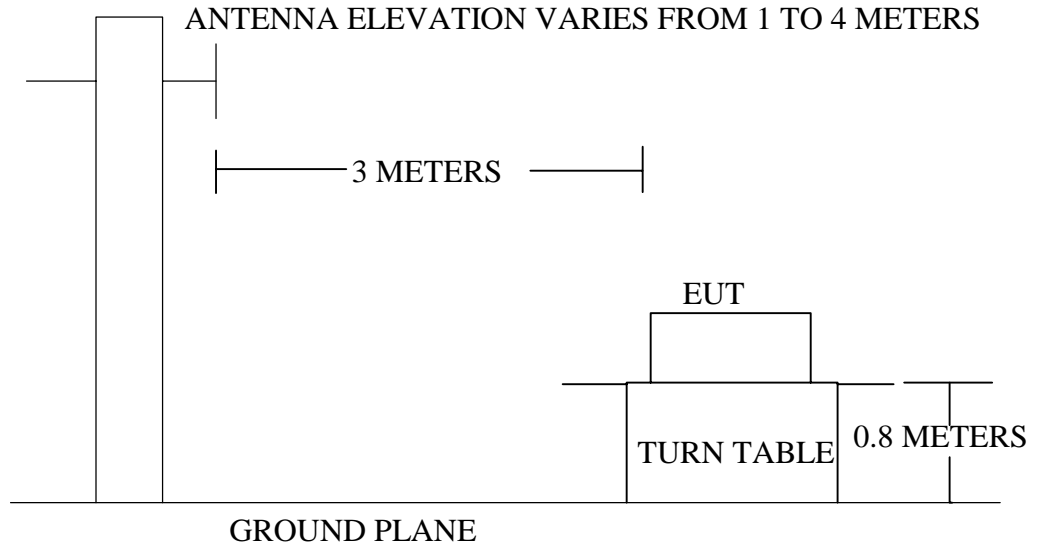 ANTENNA ELEVATION VARIES FROM 1 TO 4 METERS
3 METERS
EUT
0.8 METERS
TURN TABLE
GROUND PLANE